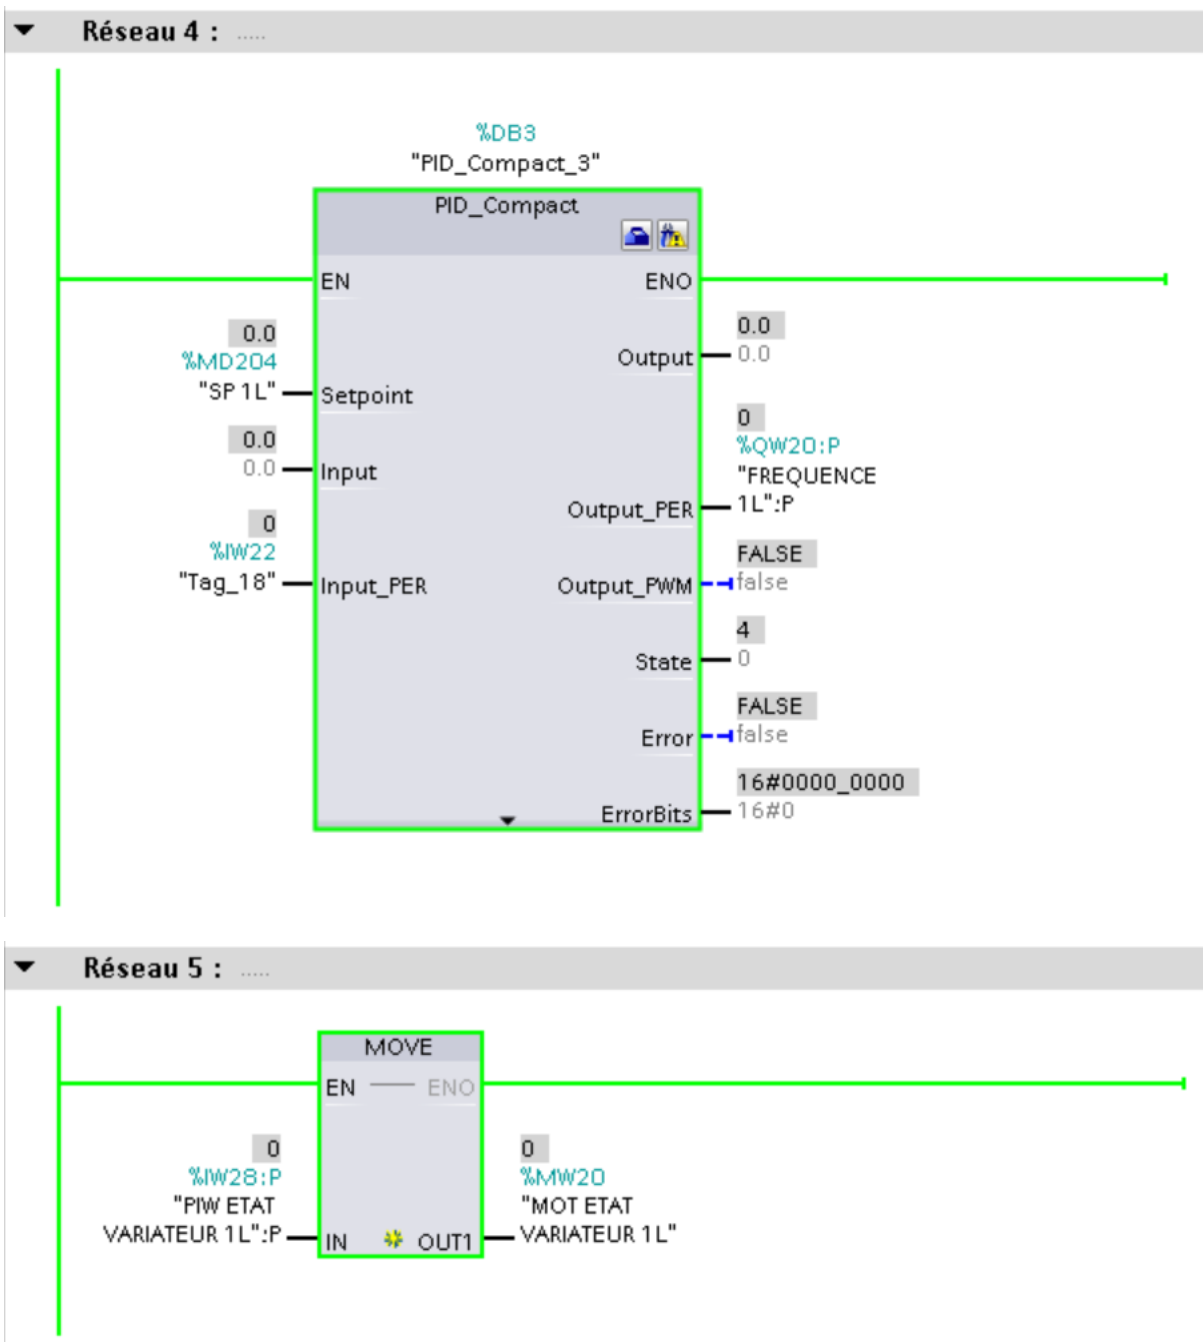 Réseau 4 : .....
%DB3
"PID_Compact_3"
PID_Compact
EN
ENO
0.0
%MD204
"SP 1L"
Setpoint
0.0
0.0
Input
0
%IW22
"Tag_18"
Input_PER
0.0
0.0
Output
0
%QW20:P
"FREQUENCE
1L":P
Output_PER
FALSE
false
Output_PWM
4
0
State
FALSE
false
Error
16#0000_0000
16#0
ErrorBits
Réseau 5 : .....
MOVE
EN
ENO
0
%IW28:P
"PIW ETAT
VARIATEUR 1L":P
IN
OUT1
0
%MW20
"MOT ETAT
VARIATEUR 1L"